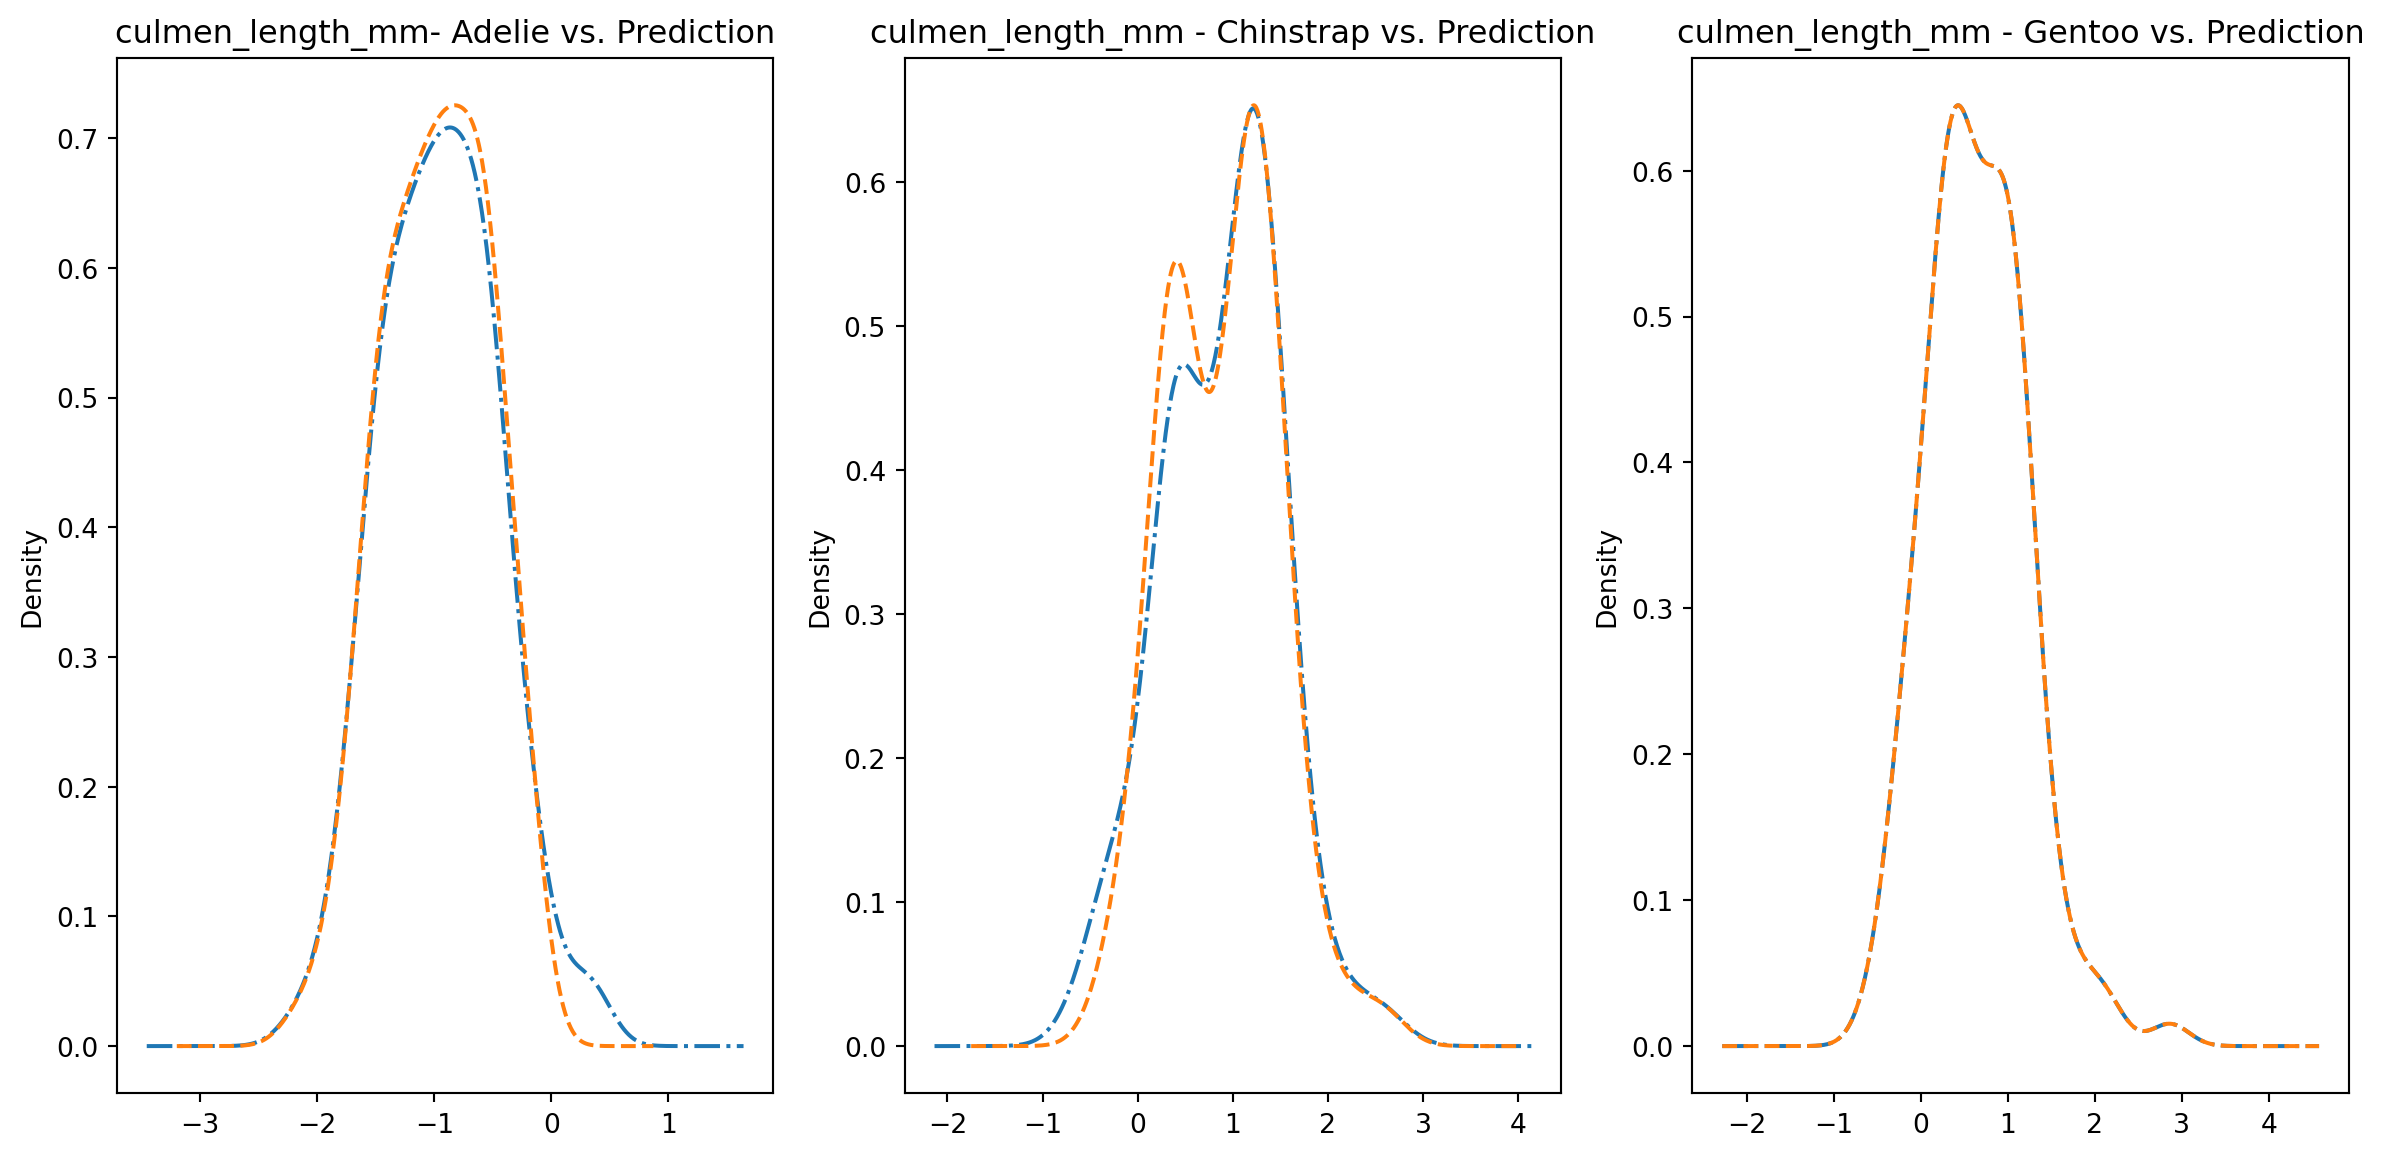 culmen_length_mm- Adelie vs. Prediction
Density
0.7
0.6
0.5
0.4
0.3
0.2
0.1
0.0
−3 −2 −1 0 1
culmen_length_mm - Chinstrap vs. Prediction
Density
0.6
0.5
0.4
0.3
0.2
0.1
0.0
−2 −1 0 1 2 3 4
culmen_length_mm - Gentoo vs. Prediction
Density
0.6
0.5
0.4
0.3
0.2
0.1
0.0
−2 −1 0 1 2 3 4